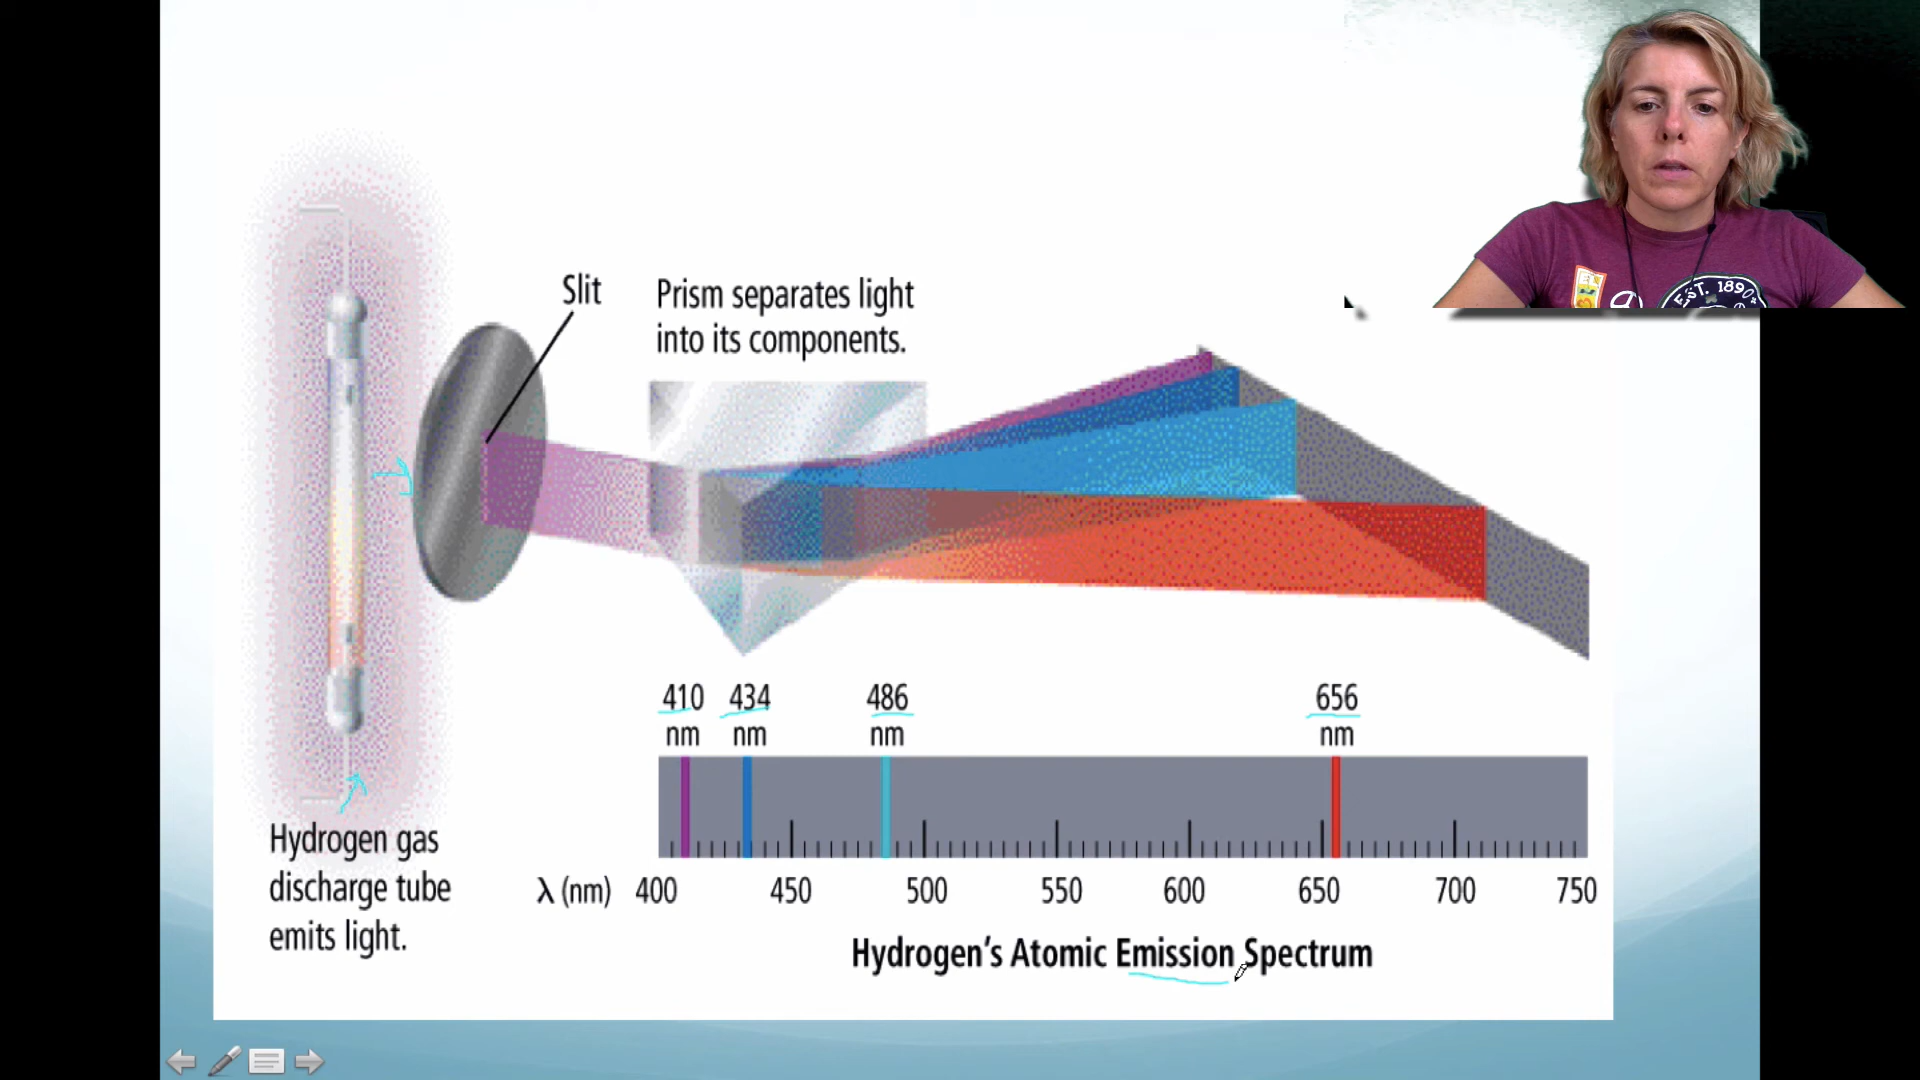 EST. 1890
Slit
Prism separates light
into its components.
410 434 486 656
nm nm nm nm
Hydrogen gas
discharge tube
emits light.
λ (nm) 400 450 500 550 600 650 700 750
Hydrogen's Atomic Emission Spectrum